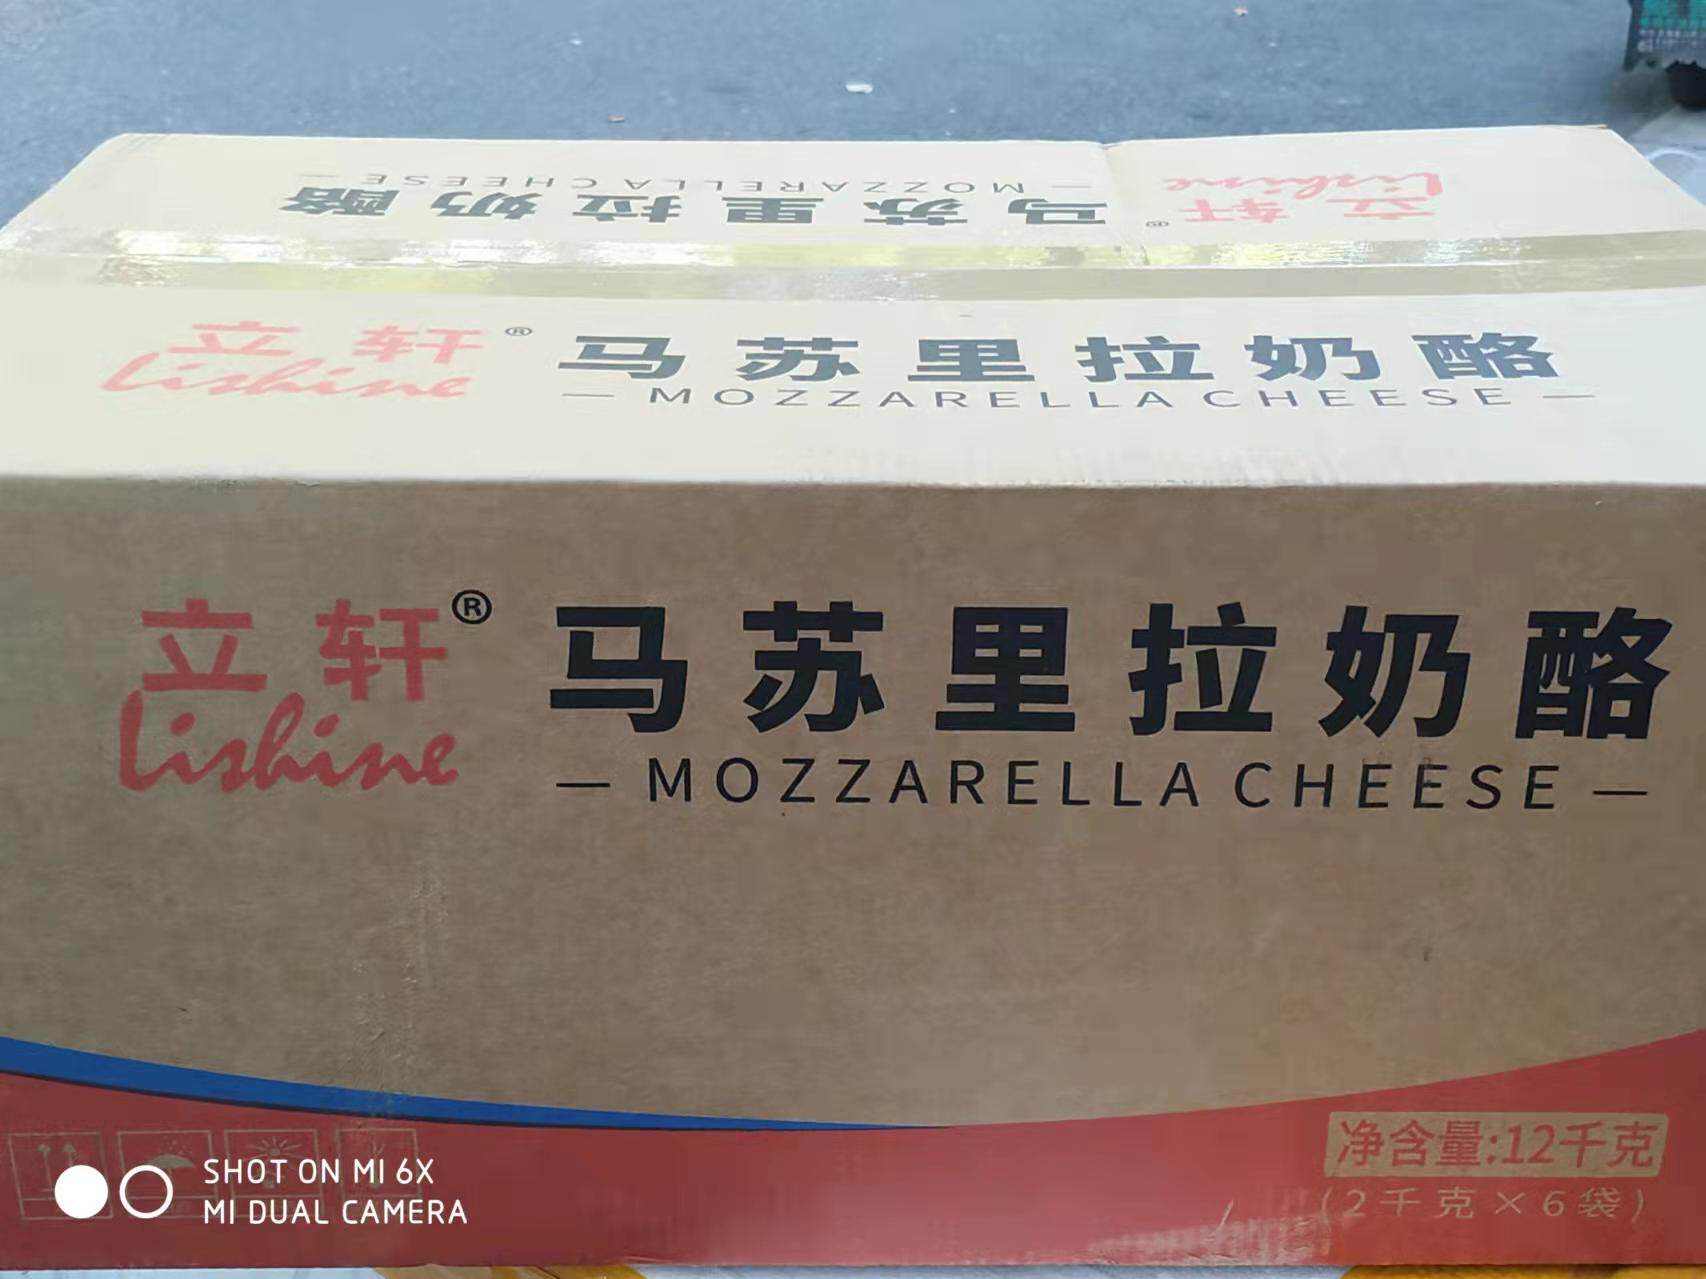 立轩
Lishine
®
马苏里拉奶酪
— MOZZARELLA CHEESE —
立轩®
马苏里拉奶酪
Lishine
— MOZZARELLA CHEESE —
立轩®
马苏里拉奶酪
Lishine
— MOZZARELLA CHEESE —
净含量:12千克
(2千克×6袋)
SHOT ON MI 6X
MI DUAL CAMERA